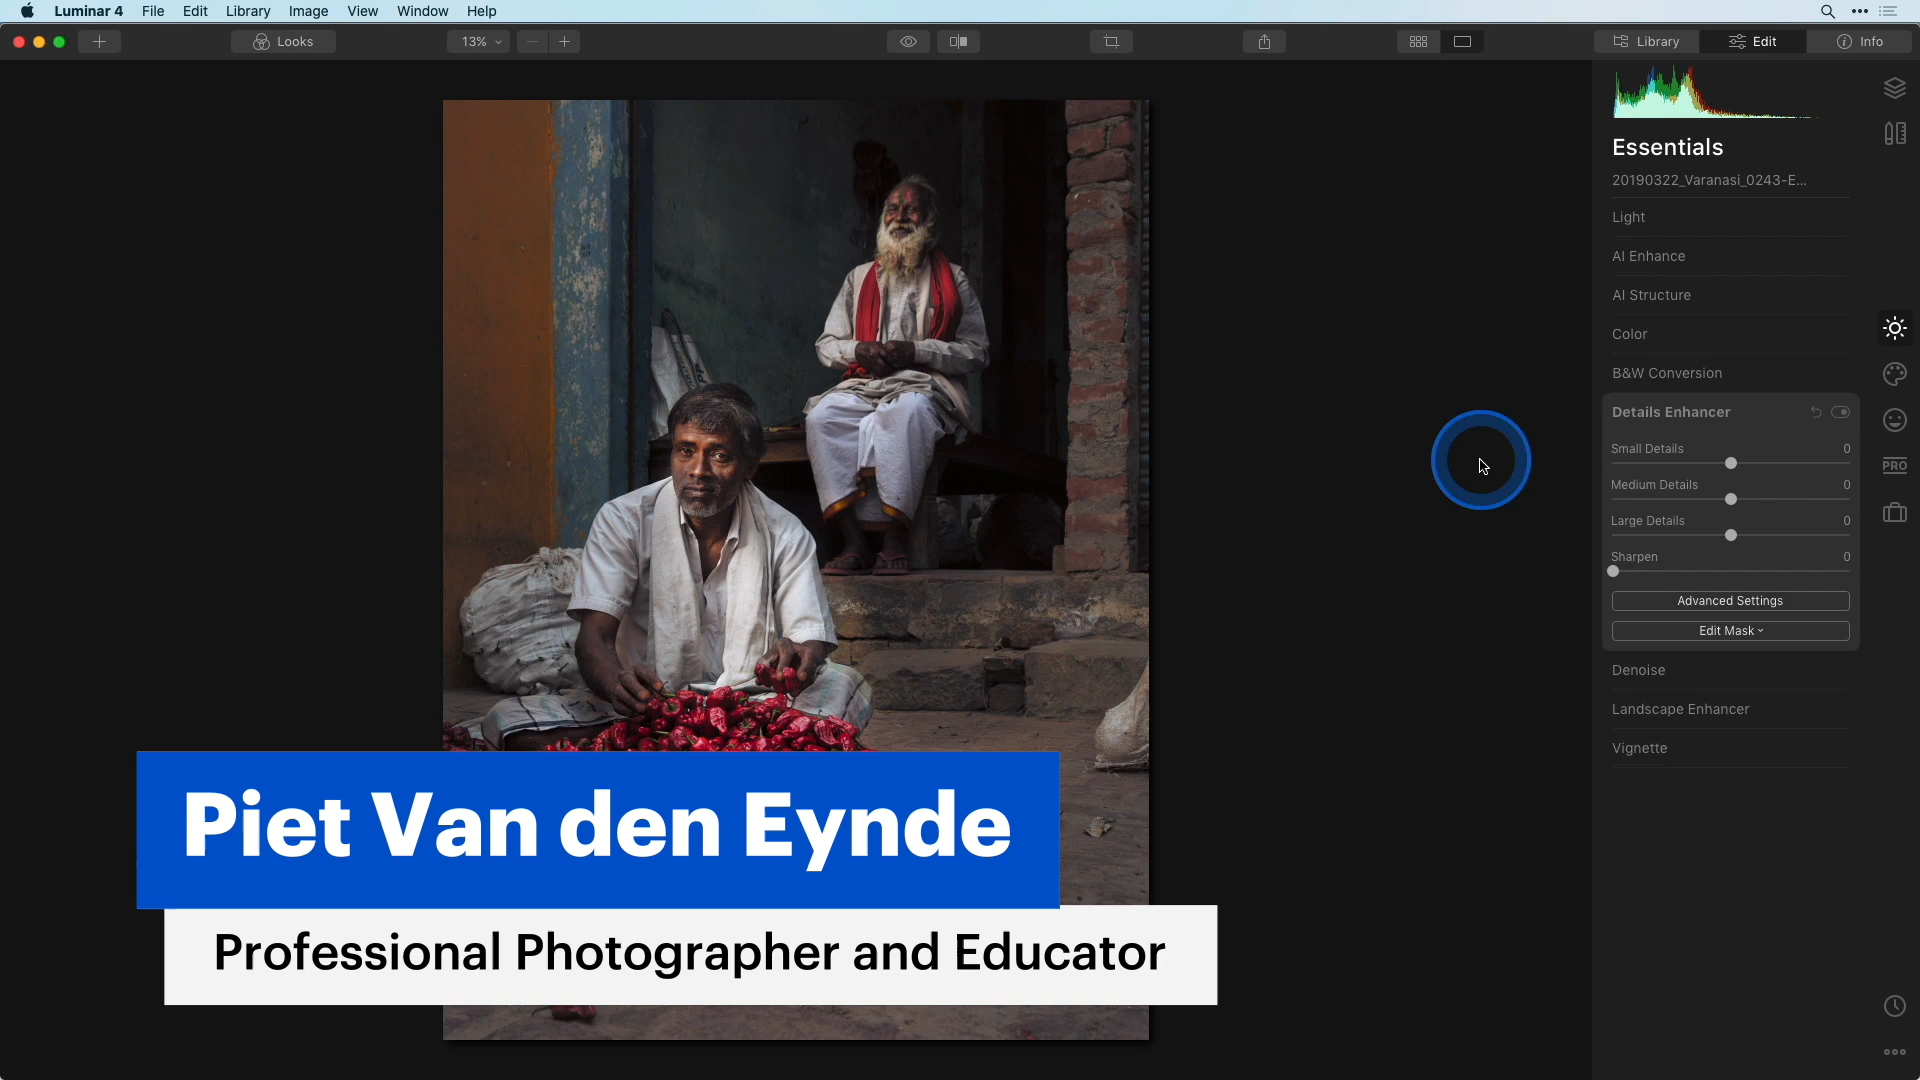 Luminar 4 File Edit Library Image View Window Help
Looks 13% Library Edit Info
Essentials
20190322_Varanasi_0243-E...
Light
AI Enhance
AI Structure
Color
B&W Conversion
Details Enhancer
Small Details 0
Medium Details 0
Large Details 0
Sharpen 0
Advanced Settings
Edit Mask
Denoise
Landscape Enhancer
Vignette
PRO
Piet Van den Eynde
Professional Photographer and Educator